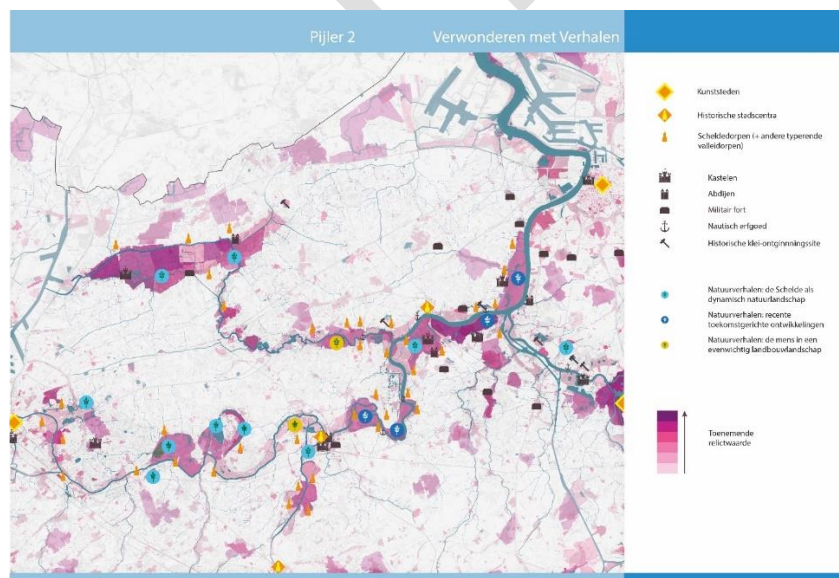 Pijler 2 Verwonderen met Verhalen
Kunststeden
Historische stadscentra
Scheldedorpen (+ andere typerende
valleidorpen)
Kastelen
Abdijen
Militair fort
Nautisch erfgoed
Historische klei-ontginningssite
Natuurverhalen: de Schelde als
dynamisch natuurlandschap
Natuurverhalen: recente
toekomstgerichte ontwikkelingen
Natuurverhalen: de mens in een
evenwichtig landbouwlandschap
Toenemende
relictwaarde